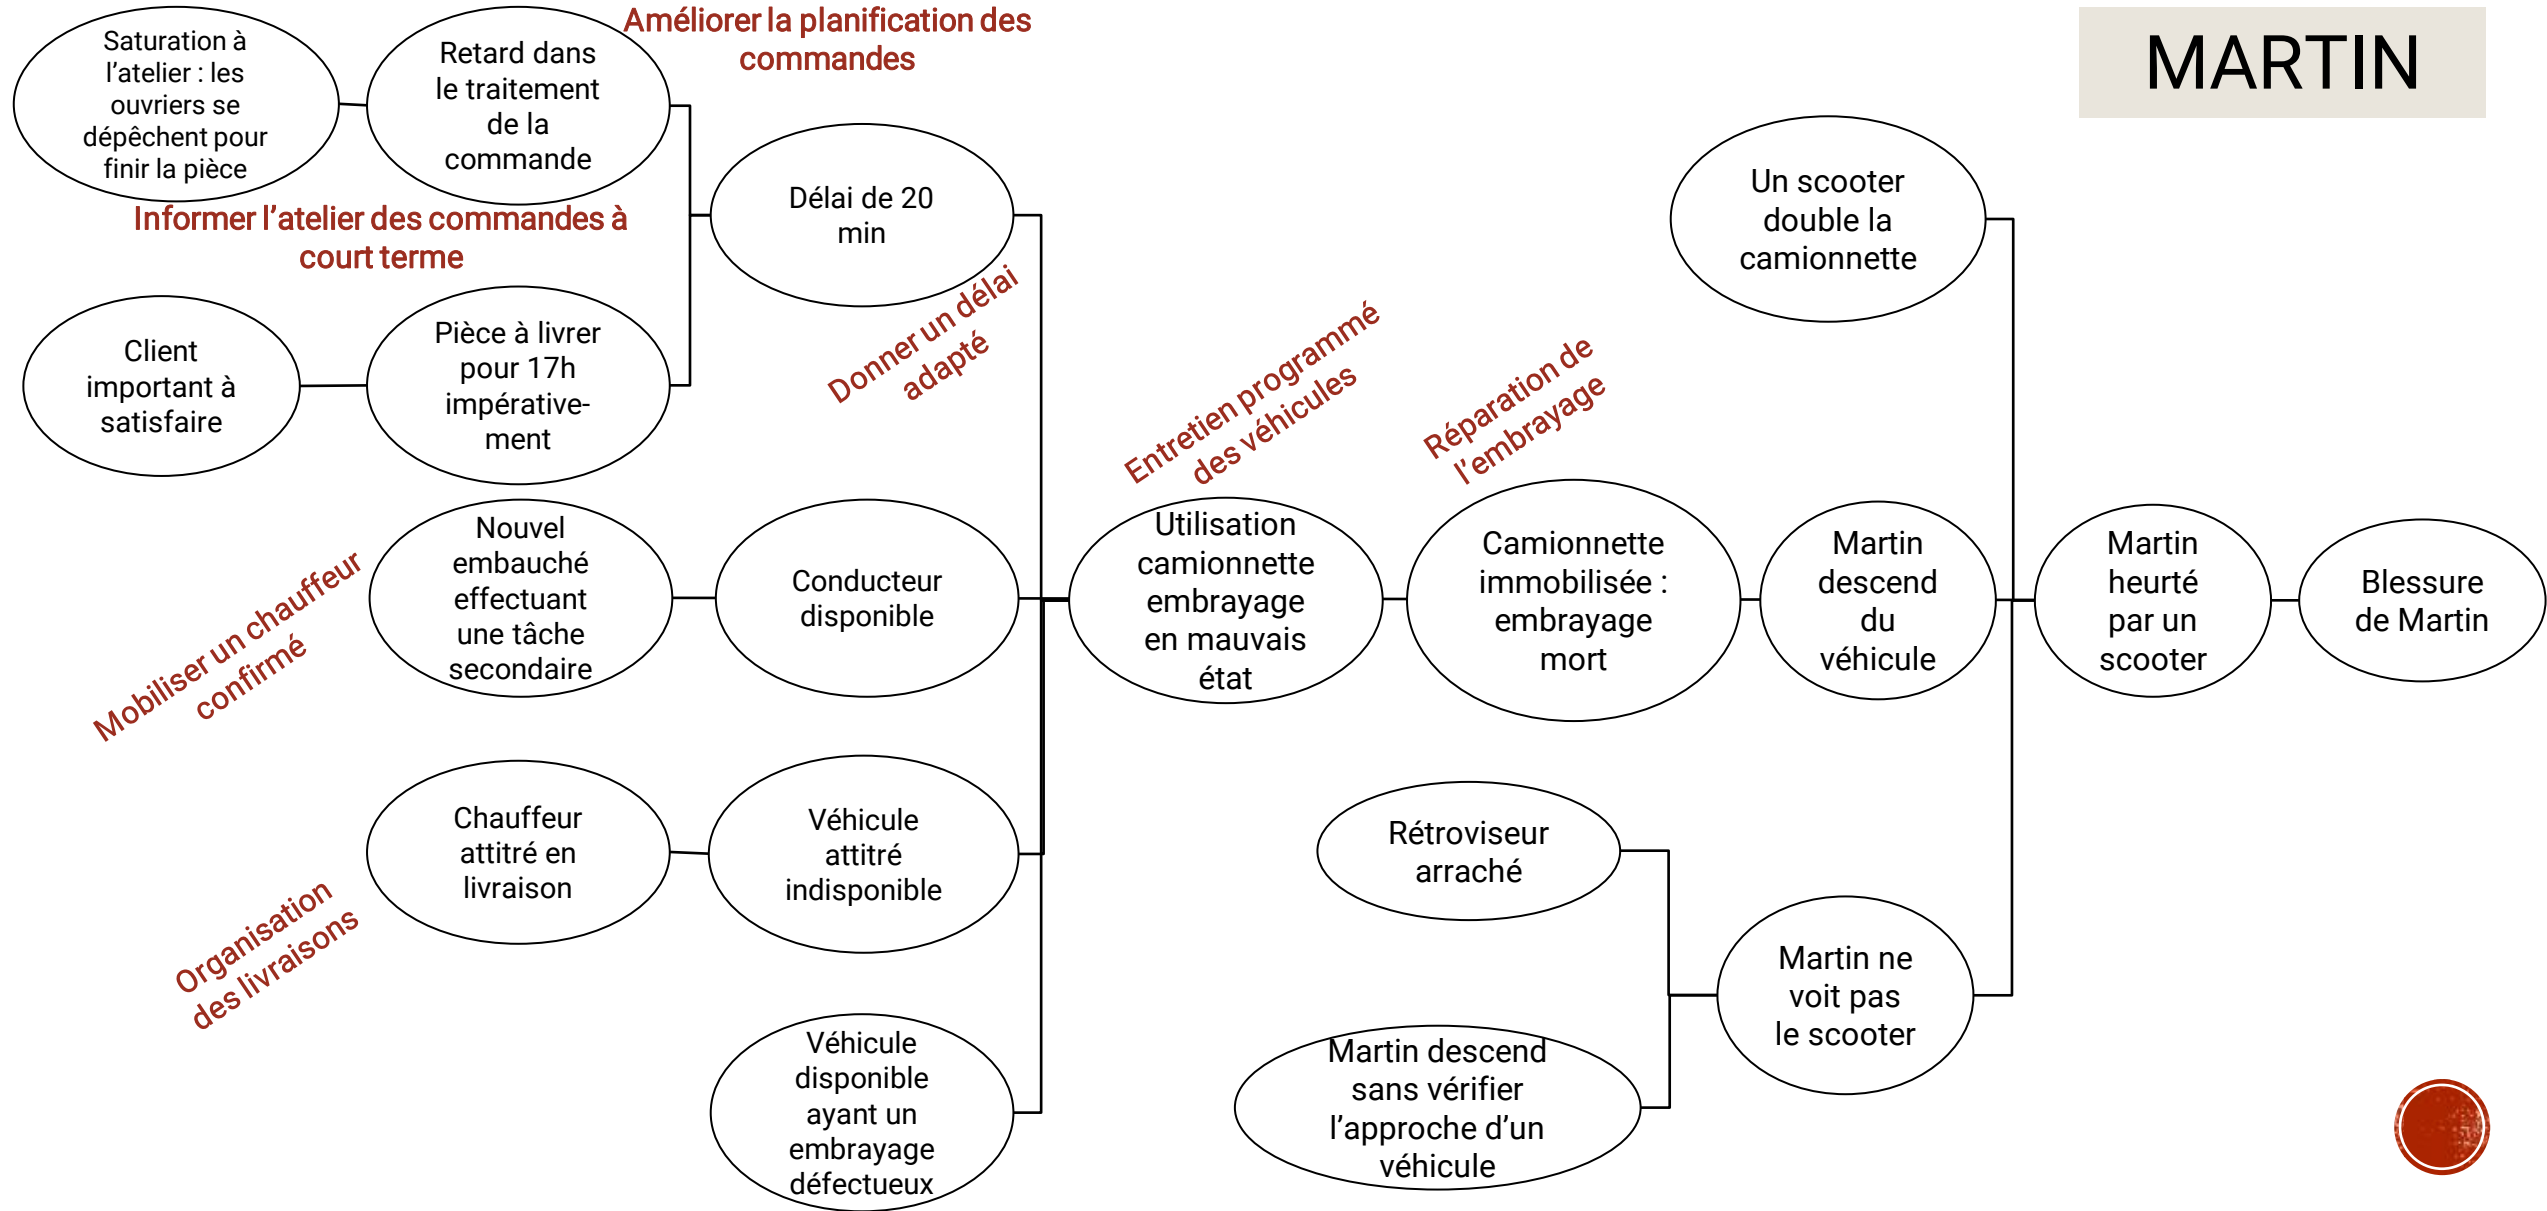 MARTIN
Améliorer la planification des
commandes
Saturation à
l’atelier : les
ouvriers se
dépêchent pour
finir la pièce
Retard dans
le traitement
de la
commande
Informer l’atelier des commandes à
court terme
Délai de 20
min
Un scooter
double la
camionnette
Client
important à
satisfaire
Pièce à livrer
pour 17h
impérative-
ment
Donner un délai
adapté
Entretien programmé
des véhicules
Réparation de
l’embrayage
Mobiliser un chauffeur
confirmé
Nouvel
embauché
effectuant
une tâche
secondaire
Conducteur
disponible
Utilisation
camionnette
embrayage
en mauvais
état
Camionnette
immobilisée :
embrayage
mort
Martin
descend
du
véhicule
Martin
heurté
par un
scooter
Blessure
de Martin
Organisation
des livraisons
Chauffeur
attitré en
livraison
Véhicule
attitré
indisponible
Rétroviseur
arraché
Martin ne
voit pas
le scooter
Véhicule
disponible
ayant un
embrayage
défectueux
Martin descend
sans vérifier
l’approche d’un
véhicule